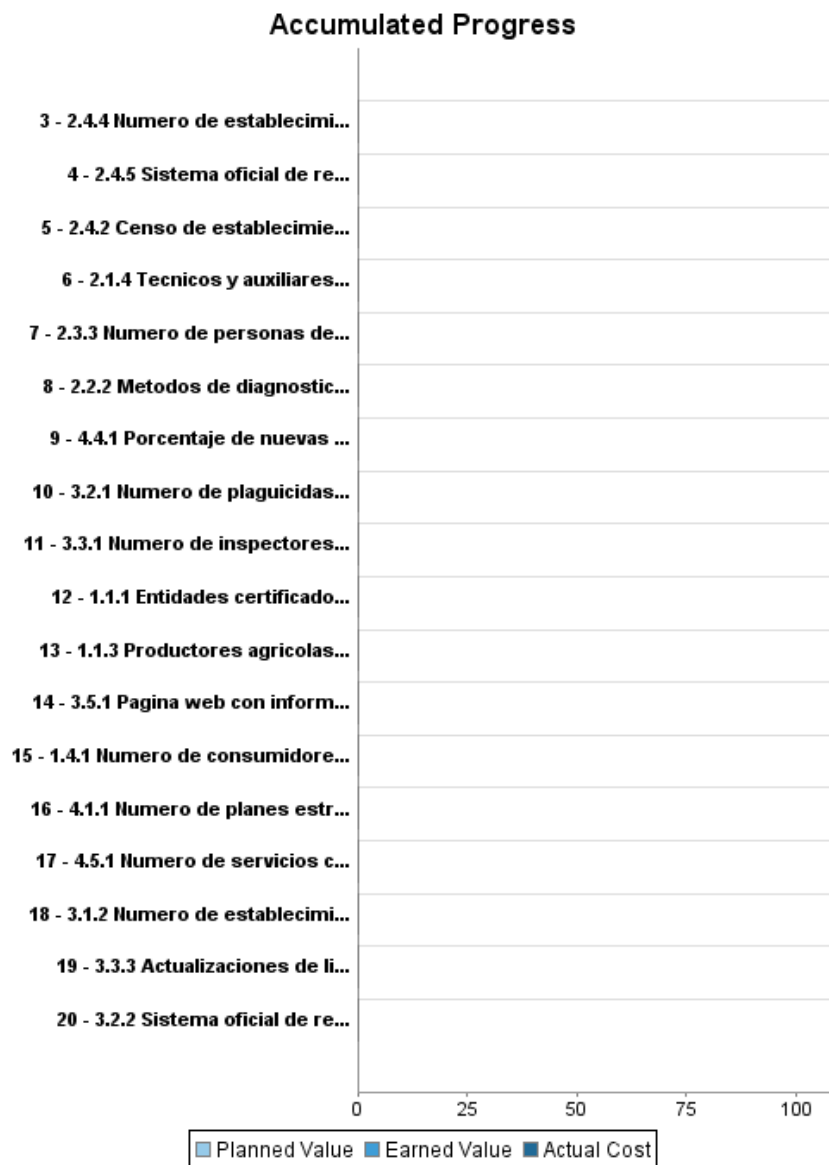 Accumulated Progress
3 - 2.4.4 Numero de establecimi...
4 - 2.4.5 Sistema oficial de re...
5 - 2.4.2 Censo de establecimie...
6 - 2.1.4 Tecnicos y auxiliares...
7 - 2.3.3 Numero de personas de...
8 - 2.2.2 Metodos de diagnostic...
9 - 4.4.1 Porcentaje de nuevas ...
10 - 3.2.1 Numero de plaguicidas...
11 - 3.3.1 Numero de inspectores...
12 - 1.1.1 Entidades certificado...
13 - 1.1.3 Productores agricolas...
14 - 3.5.1 Pagina web con inform...
15 - 1.4.1 Numero de consumidore...
16 - 4.1.1 Numero de planes estr...
17 - 4.5.1 Numero de servicios c...
18 - 3.1.2 Numero de establecimi...
19 - 3.3.3 Actualizaciones de li...
20 - 3.2.2 Sistema oficial de re...
0 25 50 75 100
Planned Value Earned Value Actual Cost